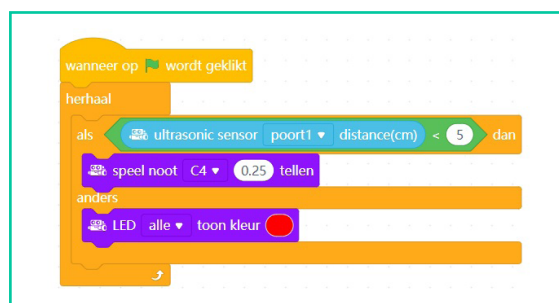 wanneer op wordt geklikt
herhaal
als ultrasonic sensor poort1 distance(cm) < 5 dan
speel noot C4 0.25 tellen
anders
LED alle toon kleur